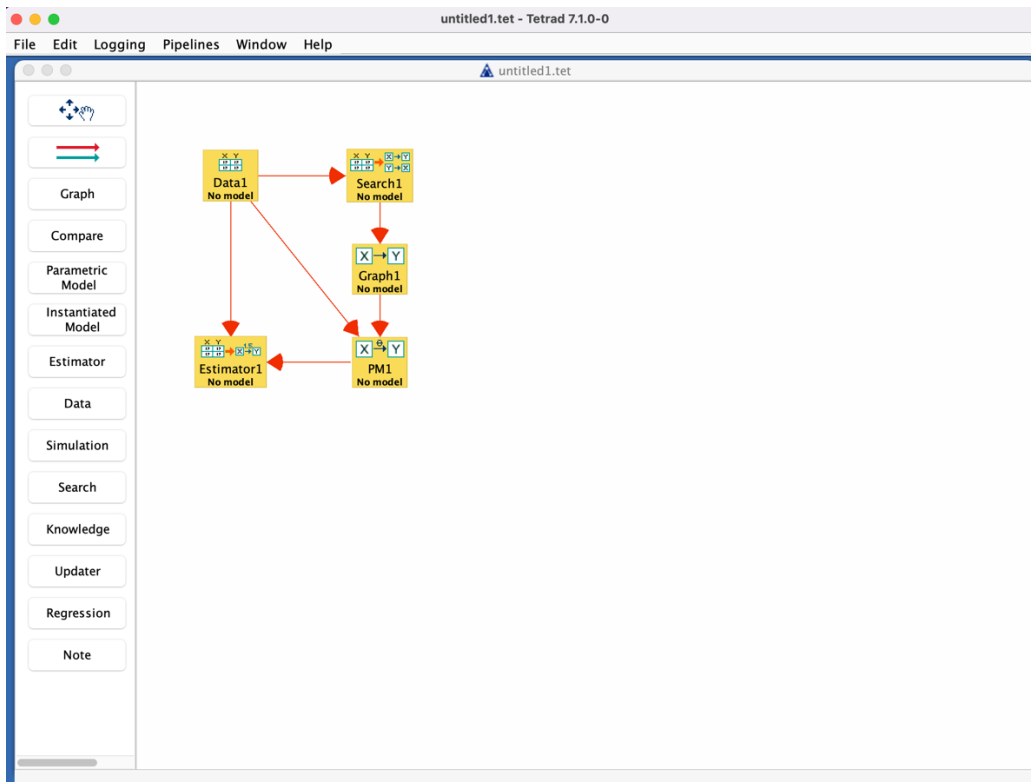 untitled1.tet - Tetrad 7.1.0-0
File Edit Logging Pipelines Window Help
untitled1.tet
Graph
Compare
Parametric
Model
Instantiated
Model
Estimator
Data
Simulation
Search
Knowledge
Updater
Regression
Note
X Y
Data1
No model
X Y
X Y
Y X
Search1
No model
X Y
Graph1
No model
X Y
X Y
Estimator1
No model
X Y
PM1
No model